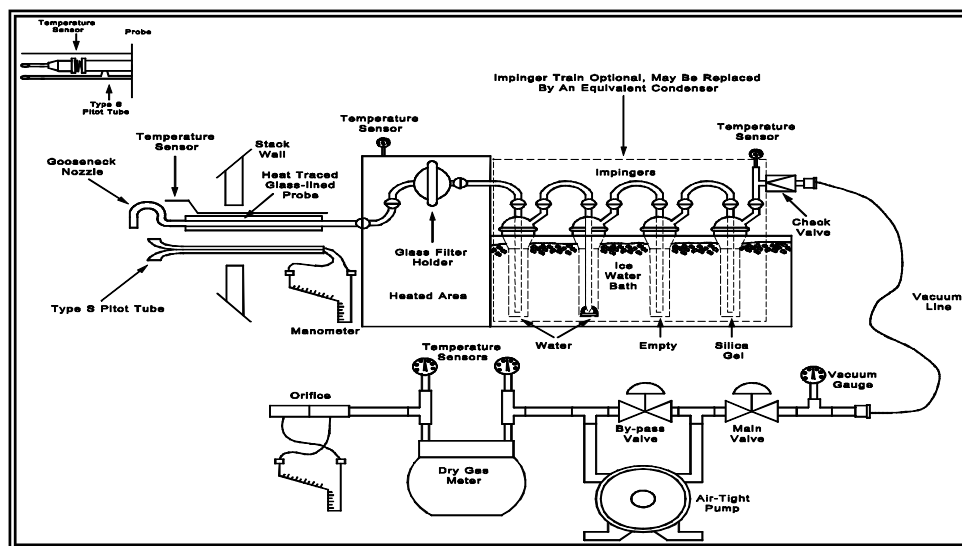 Temperature
Sensor
Probe
Type S
Pitot Tube
Impinger Train Optional, May Be Replaced
By An Equivalent Condenser
Temperature
Sensor
Temperature
Sensor
Temperature
Sensor
Stack
Wall
Gooseneck
Nozzle
Heat Traced
Glass-lined
Probe
Impingers
Check
Valve
Glass Filter
Holder
Ice
Water
Bath
Heated Area
Type S Pitot Tube
Manometer
Vacuum
Line
Water
Empty
Silica
Gel
Temperature
Sensors
Vacuum
Gauge
Orifice
By-pass
Valve
Main
Valve
Dry Gas
Meter
Air-Tight
Pump